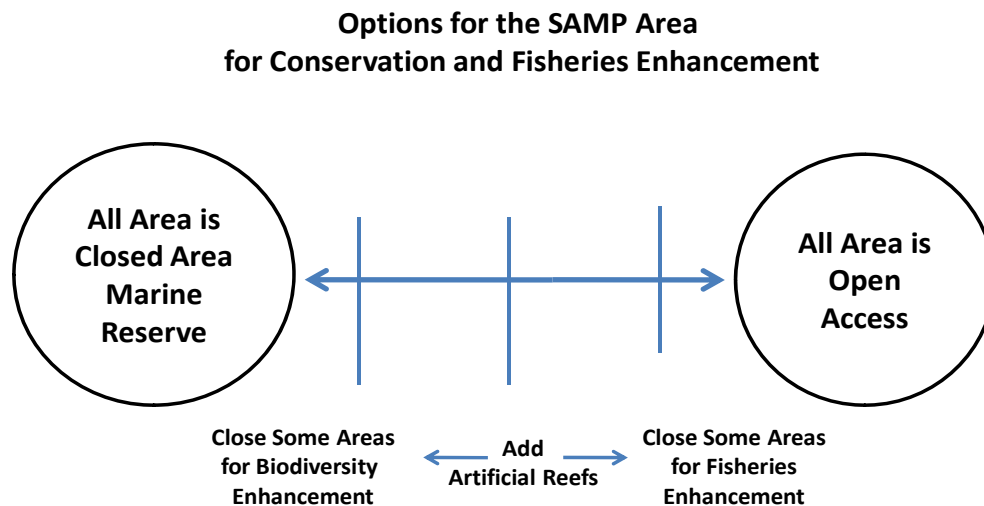 Options for the SAMP Area
for Conservation and Fisheries Enhancement
All Area is
Closed Area
Marine
Reserve
All Area is
Open
Access
Close Some Areas
for Biodiversity
Enhancement
Add
Artificial Reefs
Close Some Areas
for Fisheries
Enhancement